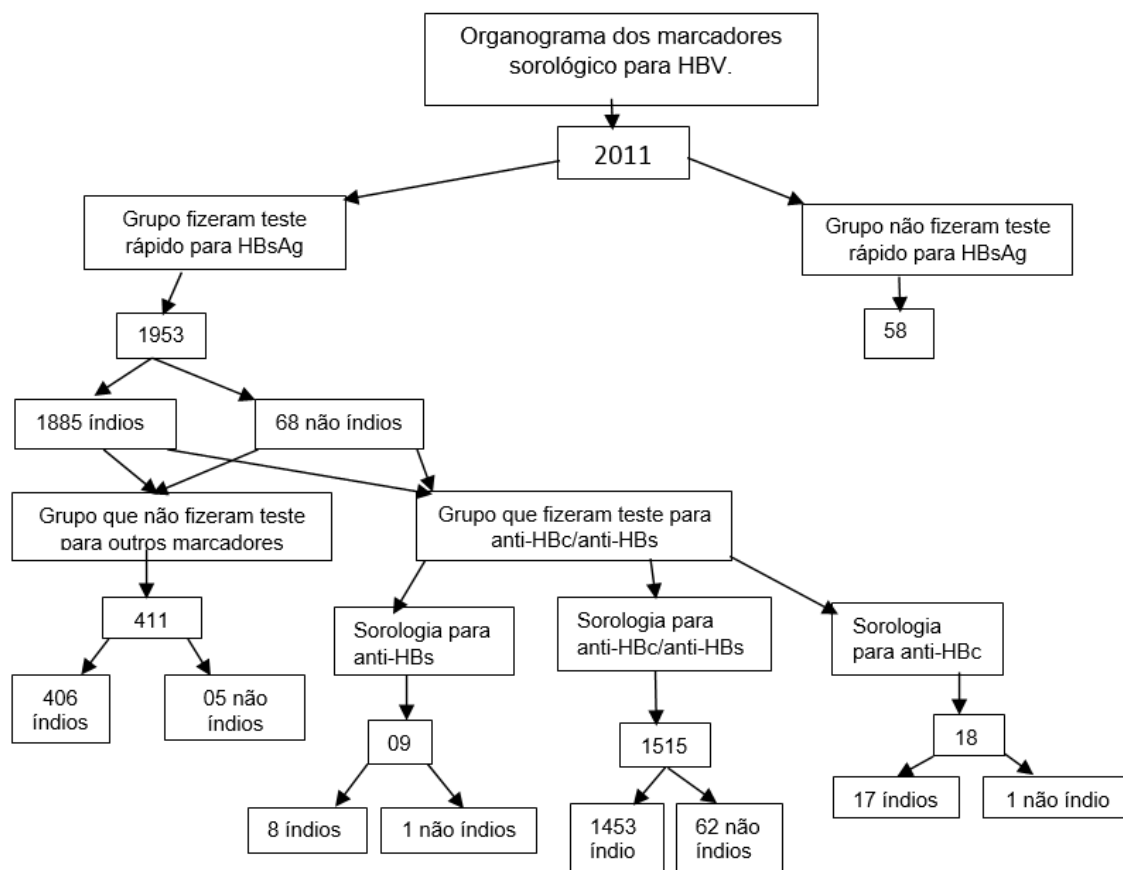 Organograma dos marcadores
sorológico para HBV.
2011
Grupo fizeram teste
rápido para HBsAg
Grupo não fizeram teste
rápido para HBsAg
1953
58
1885 índios
68 não índios
Grupo que não fizeram teste
para outros marcadores
Grupo que fizeram teste para
anti-HBc/anti-HBs
411
Sorologia para
anti-HBs
Sorologia para
anti-HBc/anti-HBs
Sorologia
para anti-HBc
406
índios
05 não
índios
09
1515
18
8 índios
1 não índios
1453
índio
62 não
índios
17 índios
1 não índio